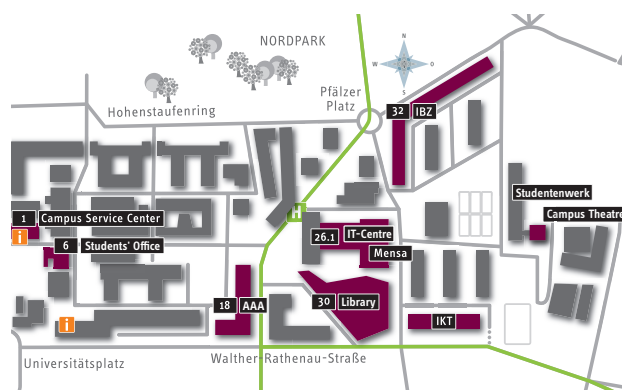 NORDPARK
N
W
O
S
Hohenstaufenring
Pfälzer
Platz
32 IBZ
Studentenwerk
1 Campus Service Center
H
Campus Theatre
i
26.1 IT-Centre
6 Students' Office
Mensa
18 AAA
30 Library
i
IKT
Universitätsplatz
Walther-Rathenau-Straße